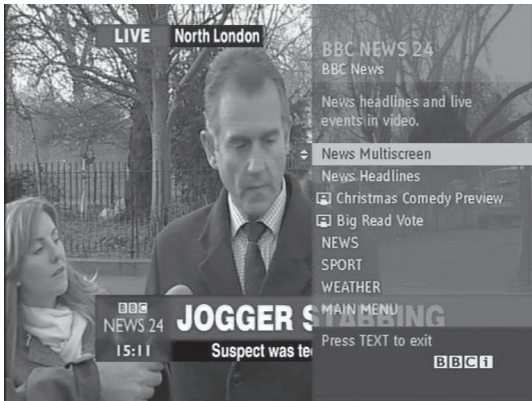 LIVE North London
BBC NEWS 24
BBC News
News headlines and live
events in video.
News Multiscreen
News Headlines
Christmas Comedy Preview
Big Read Vote
NEWS
SPORT
WEATHER
MAIN MENU
Press TEXT to exit
BBCi
BBC
NEWS 24
15:11
JOGGER STABBING
Suspect was